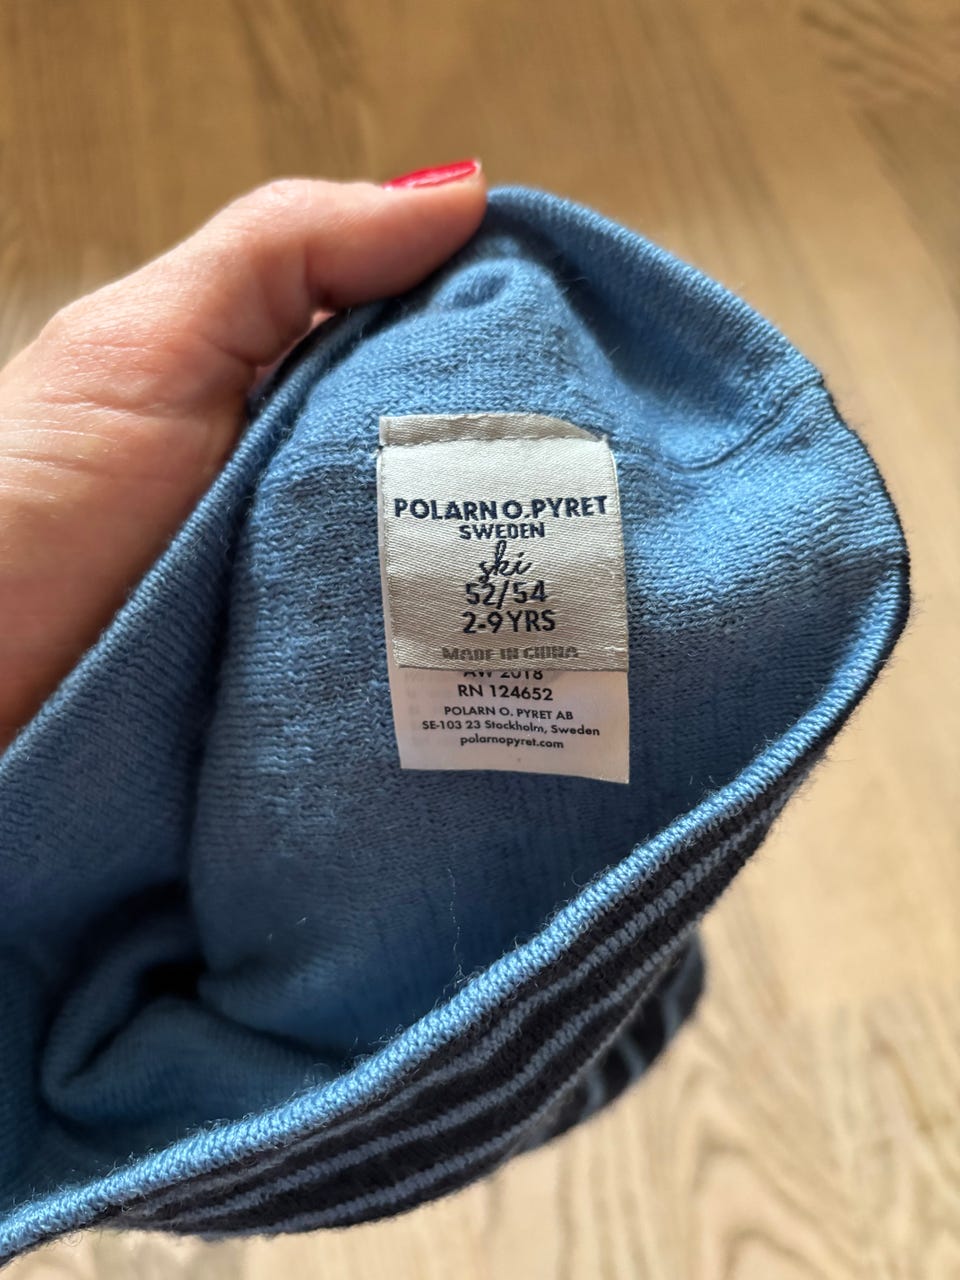 POLARN O. PYRET
SWEDEN
ski
52/54
2-9 YRS
MADE IN CHINA
AW 2018
RN 124652
POLARN O. PYRET AB
SE-103 23 Stockholm, Sweden
polarnopyret.com